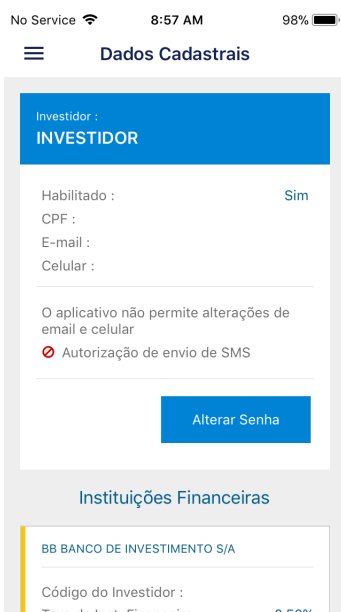 No Service 8:57 AM 98%
Dados Cadastrais
Investidor :
INVESTIDOR
Habilitado : Sim
CPF :
E-mail :
Celular :
O aplicativo não permite alterações de
email e celular
Autorização de envio de SMS
Alterar Senha
Instituições Financeiras
BB BANCO DE INVESTIMENTO S/A
Código do Investidor :